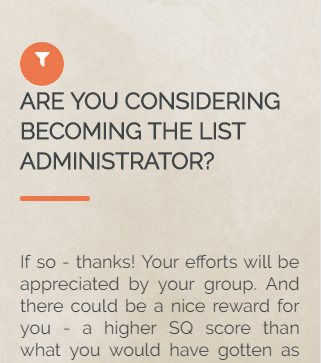 ARE YOU CONSIDERING
BECOMING THE LIST
ADMINISTRATOR?
If so - thanks! Your efforts will be
appreciated by your group. And
there could be a nice reward for
you - a higher SQ score than
what you would have gotten as